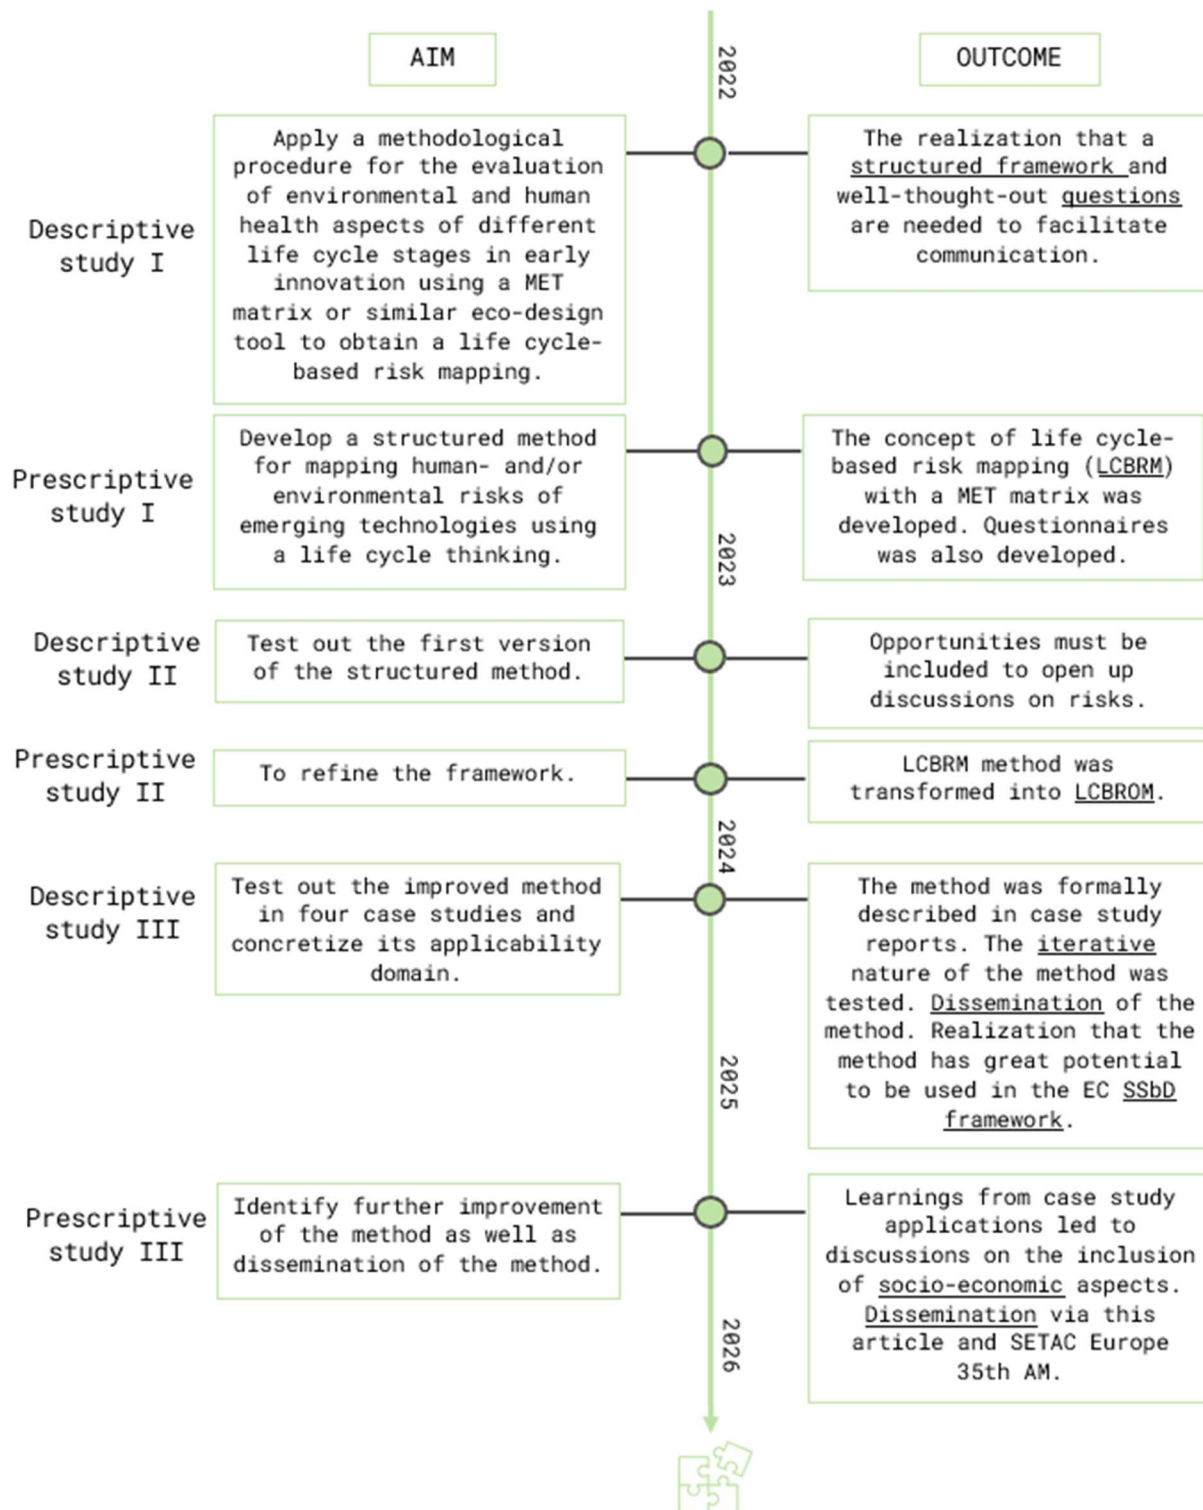 2022
AIM
OUTCOME
Descriptive
study I
Apply a methodological
procedure for the evaluation
of environmental and human
health aspects of different
life cycle stages in early
innovation using a MET
matrix or similar eco-design
tool to obtain a life cycle-
based risk mapping.
The realization that a
structured framework and
well-thought-out questions
are needed to facilitate
communication.
Prescriptive
study I
Develop a structured method
for mapping human- and/or
environmental risks of
emerging technologies using
a life cycle thinking.
The concept of life cycle-
based risk mapping (LCBRM)
with a MET matrix was
developed. Questionnaires
was also developed.
2023
Descriptive
study II
Test out the first version
of the structured method.
Opportunities must be
included to open up
discussions on risks.
Prescriptive
study II
To refine the framework.
LCBRM method was
transformed into LCBROM.
2024
Descriptive
study III
Test out the improved method
in four case studies and
concretize its applicability
domain.
The method was formally
described in case study
reports. The iterative
nature of the method was
tested. Dissemination of the
method. Realization that the
method has great potential
to be used in the EC SSbD
framework.
2025
Prescriptive
study III
Identify further improvement
of the method as well as
dissemination of the method.
Learnings from case study
applications led to
discussions on the inclusion
of socio-economic aspects.
Dissemination via this
article and SETAC Europe
35th AM.
2026